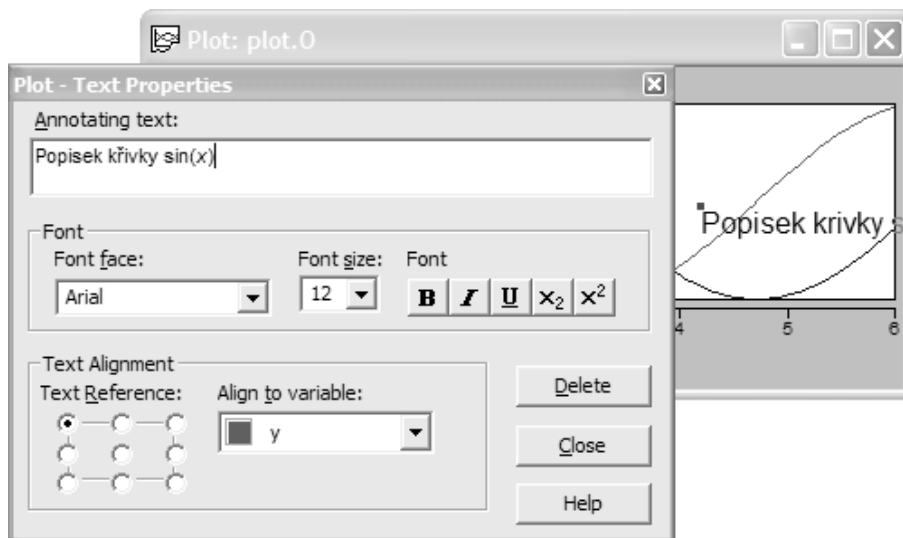 Plot: plot.0
Plot - Text Properties
Annotating text:
Popisek křivky sin(x)
Font
Font face:
Font size:
Font
Arial
12
B I U x₂ x²
Popisek krivky s
4 5 6
Text Alignment
Text Reference:
Align to variable:
y
Delete
Close
Help